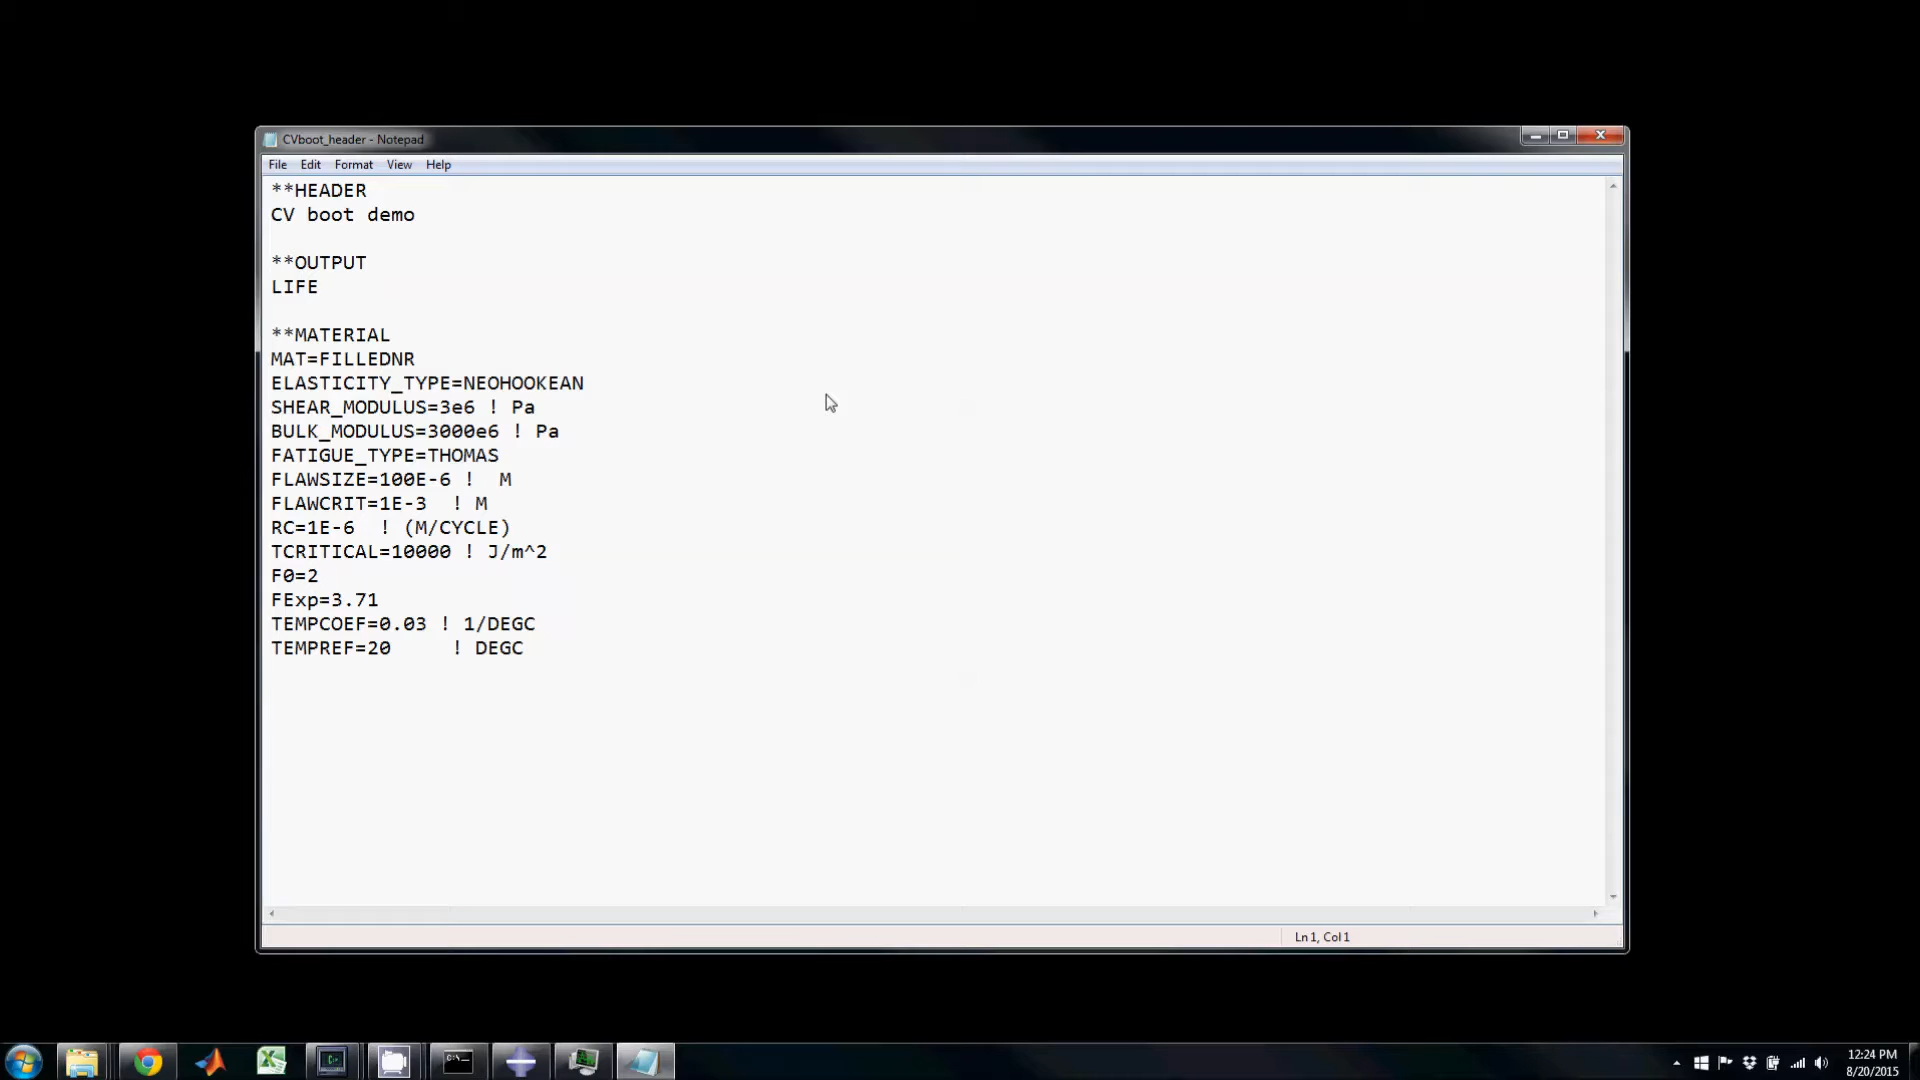 CVboot_header - Notepad
File Edit Format View Help
**HEADER
CV boot demo
**OUTPUT
LIFE
**MATERIAL
MAT=FILLEDNR
ELASTICITY_TYPE=NEOHOOKEAN
SHEAR_MODULUS=3e6 ! Pa
BULK_MODULUS=3000e6 ! Pa
FATIGUE_TYPE=THOMAS
FLAWSIZE=100E-6 !  M
FLAWCRIT=1E-3  ! M
RC=1E-6  ! (M/CYCLE)
TCRITICAL=10000 ! J/m^2
F0=2
FExp=3.71
TEMPCOEF=0.03 ! 1/DEGC
TEMPREF=20     ! DEGC
Ln 1, Col 1
12:24 PM
8/20/2015